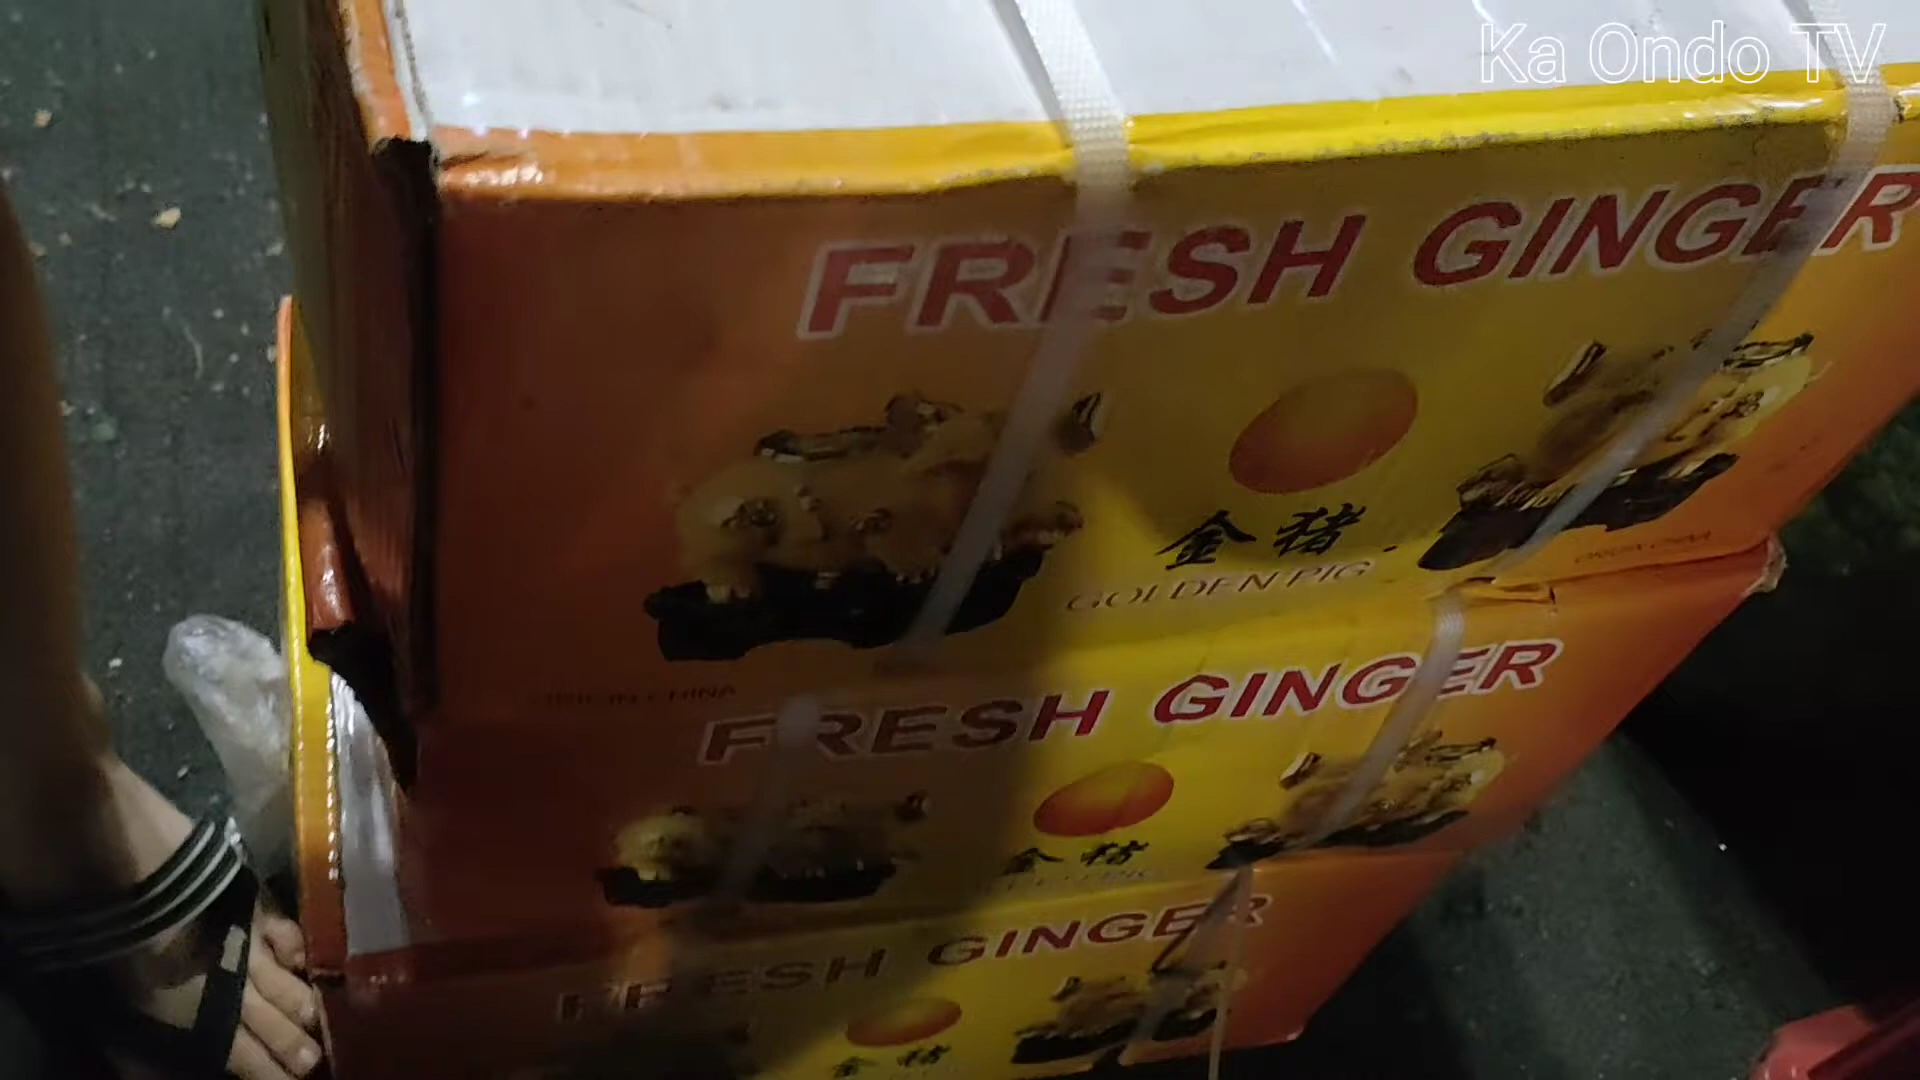 Ka Ondo TV
FRESH GINGER
金猪
GOLDEN PIG
FRESH GINGER
金猪
FRESH GINGER
金猪